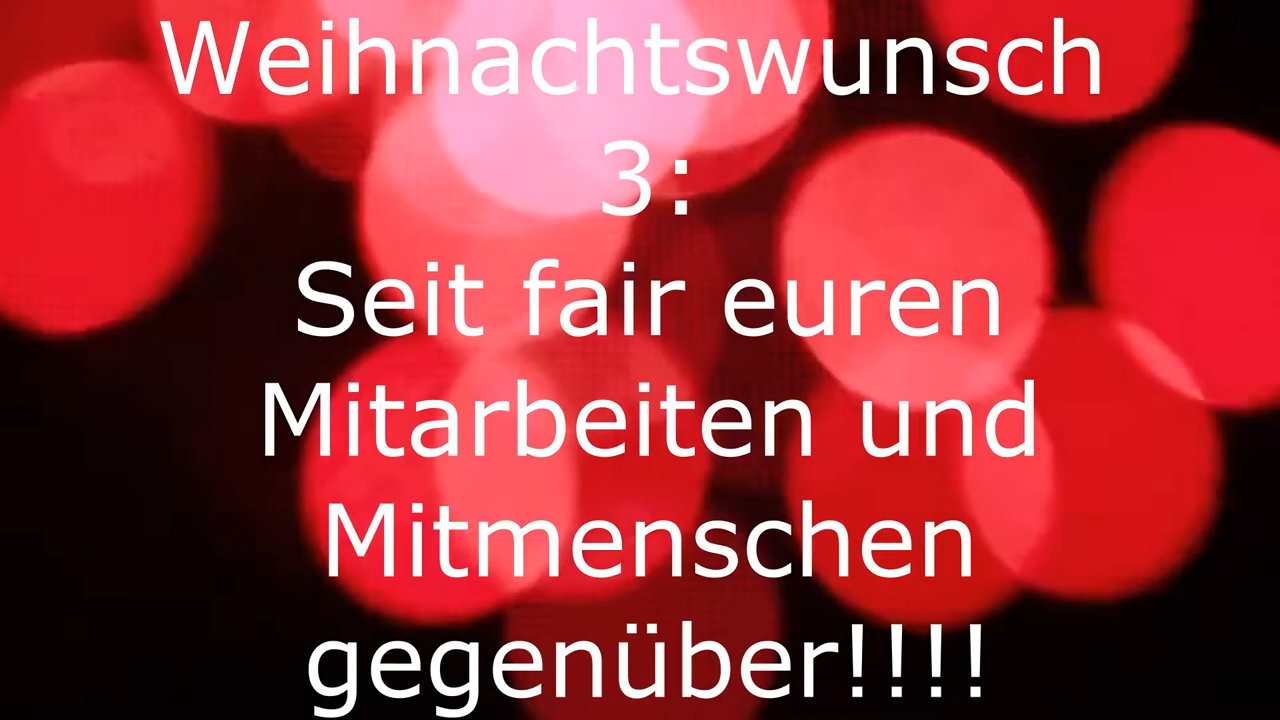 Weihnachtswunsch
3:
Seit fair euren
Mitarbeiten und
Mitmenschen
gegenüber!!!!